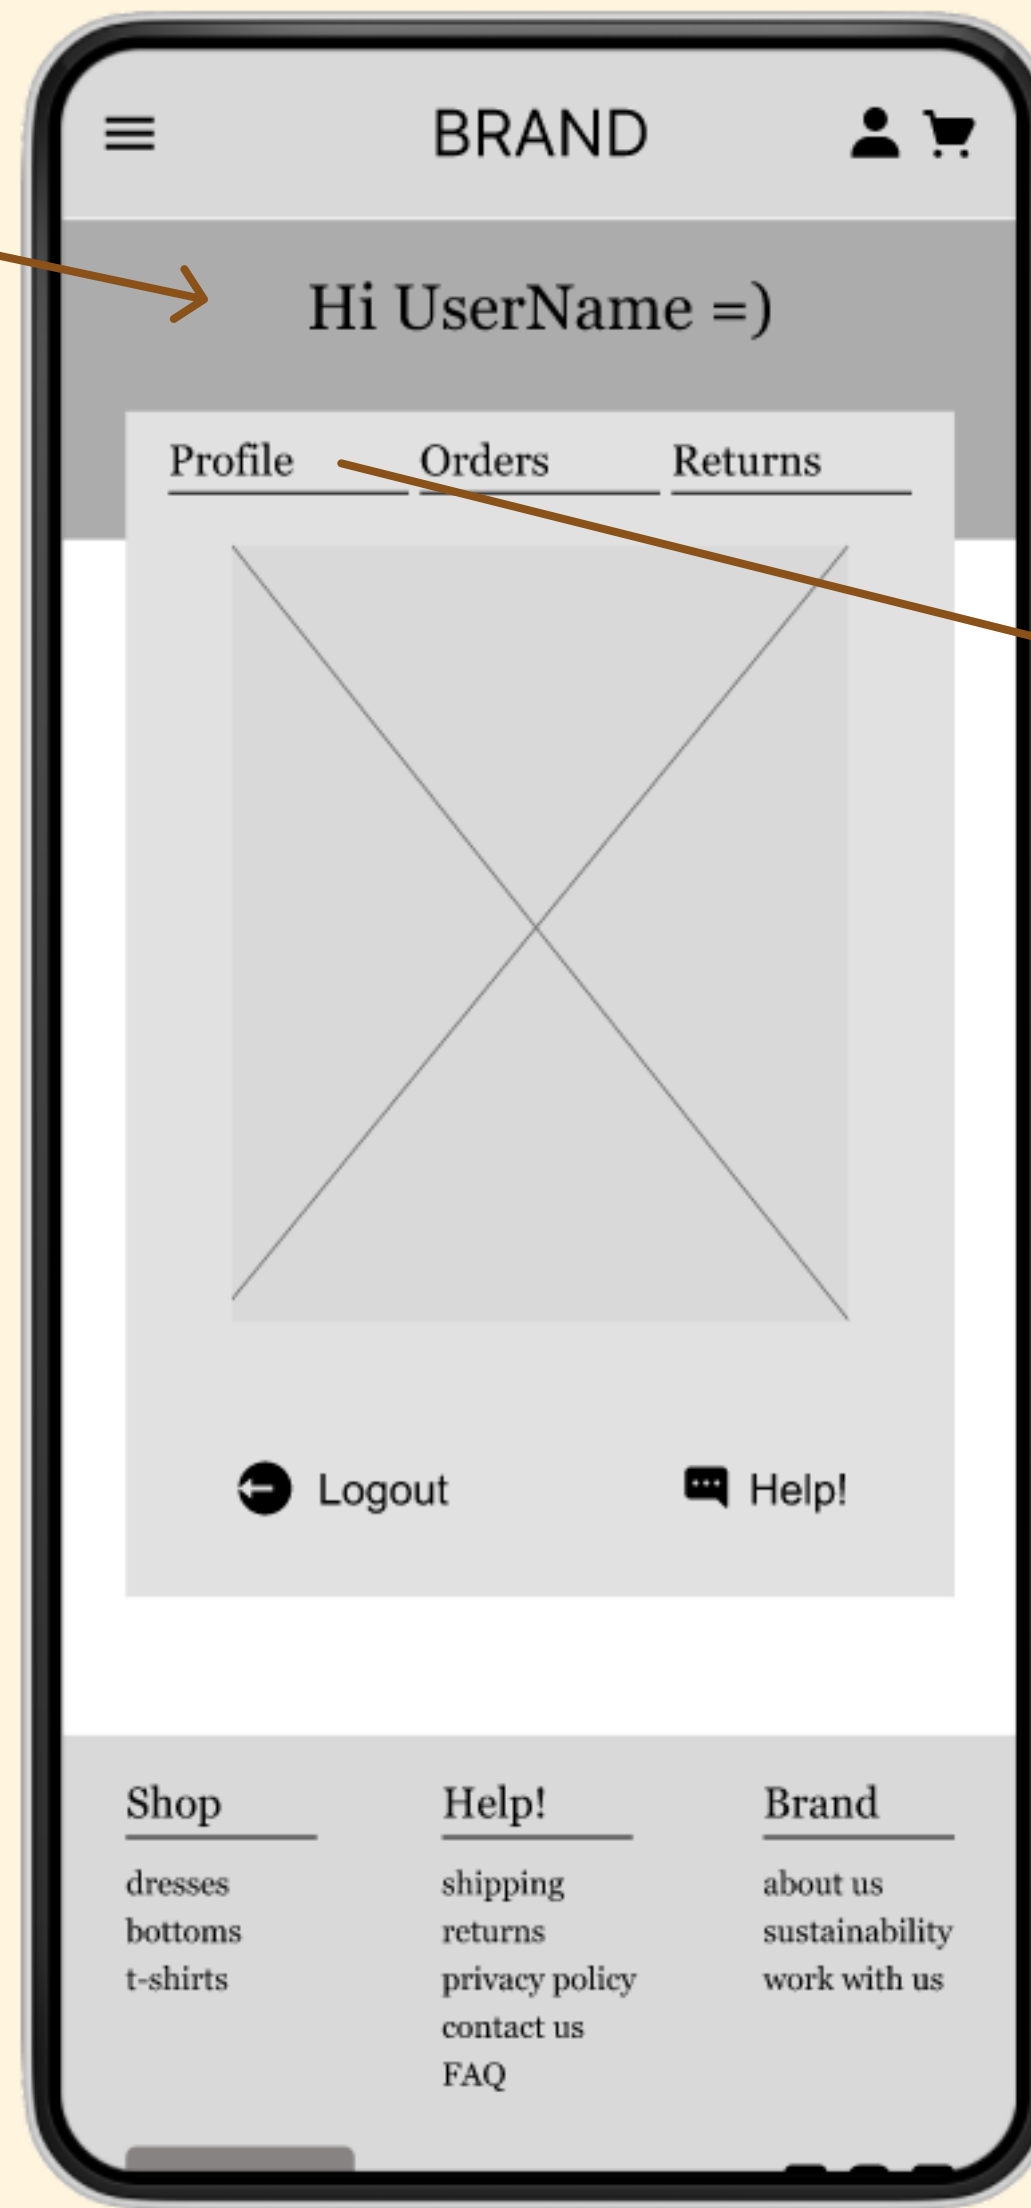 BRAND
Hi UserName =)
Profile Orders Returns
Logout Help!
Shop
dresses
bottoms
t-shirts
Help!
shipping
returns
privacy policy
contact us
FAQ
Brand
about us
sustainability
work with us